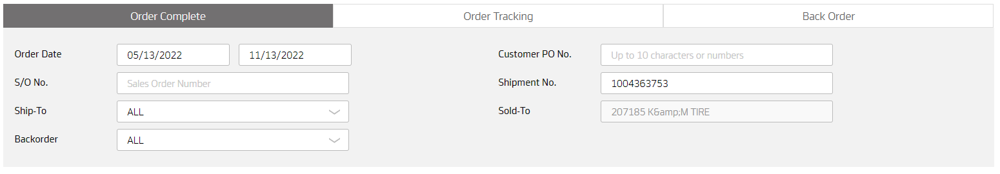 Order Complete Order Tracking Back Order
Order Date 05/13/2022 11/13/2022 Customer PO No. Up to 10 characters or numbers
S/O No. Sales Order Number Shipment No. 1004363753
Ship-To ALL Sold-To 207185 K&amp;M TIRE
Backorder ALL